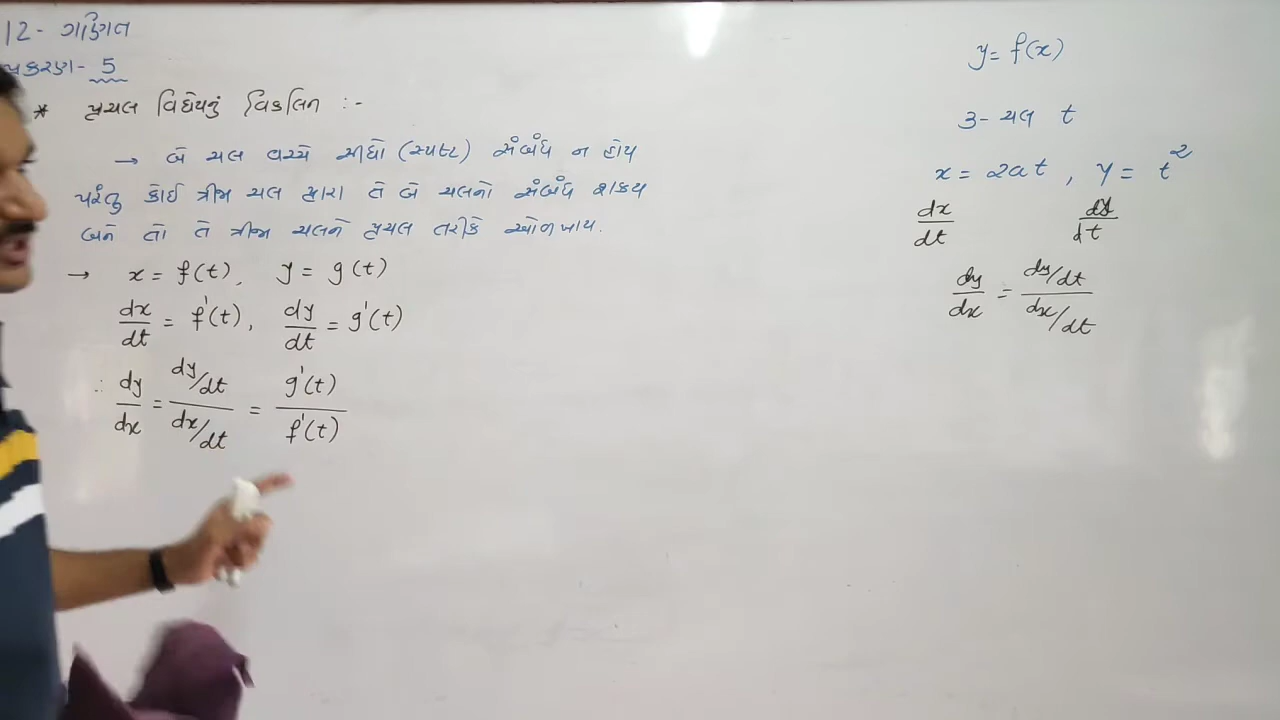 12- ગણિત
પ્રકરણ- 5
* પ્રચલ વિધેયનું વિકલન :-
→ બે ચલ વચ્ચે સીધો (સ્પષ્ટ) સંબંધ ન હોય
પરંતુ કોઈ ત્રીજા ચલ દ્વારા તે બે ચલનો સંબંધ શક્ય
બને તો તે ત્રીજા ચલને પ્રચલ તરીકે ઓળખાય.
→ x = f(t), y = g(t)
dx/dt = f'(t), dy/dt = g'(t)
∴ dy/dx = (dy/dt)/(dx/dt) = g'(t)/f'(t)
y = f(x)
3- ચલ t
x = 2at, y = t²
dx/dt dy/dt
dy/dx = (dy/dt)/(dx/dt)